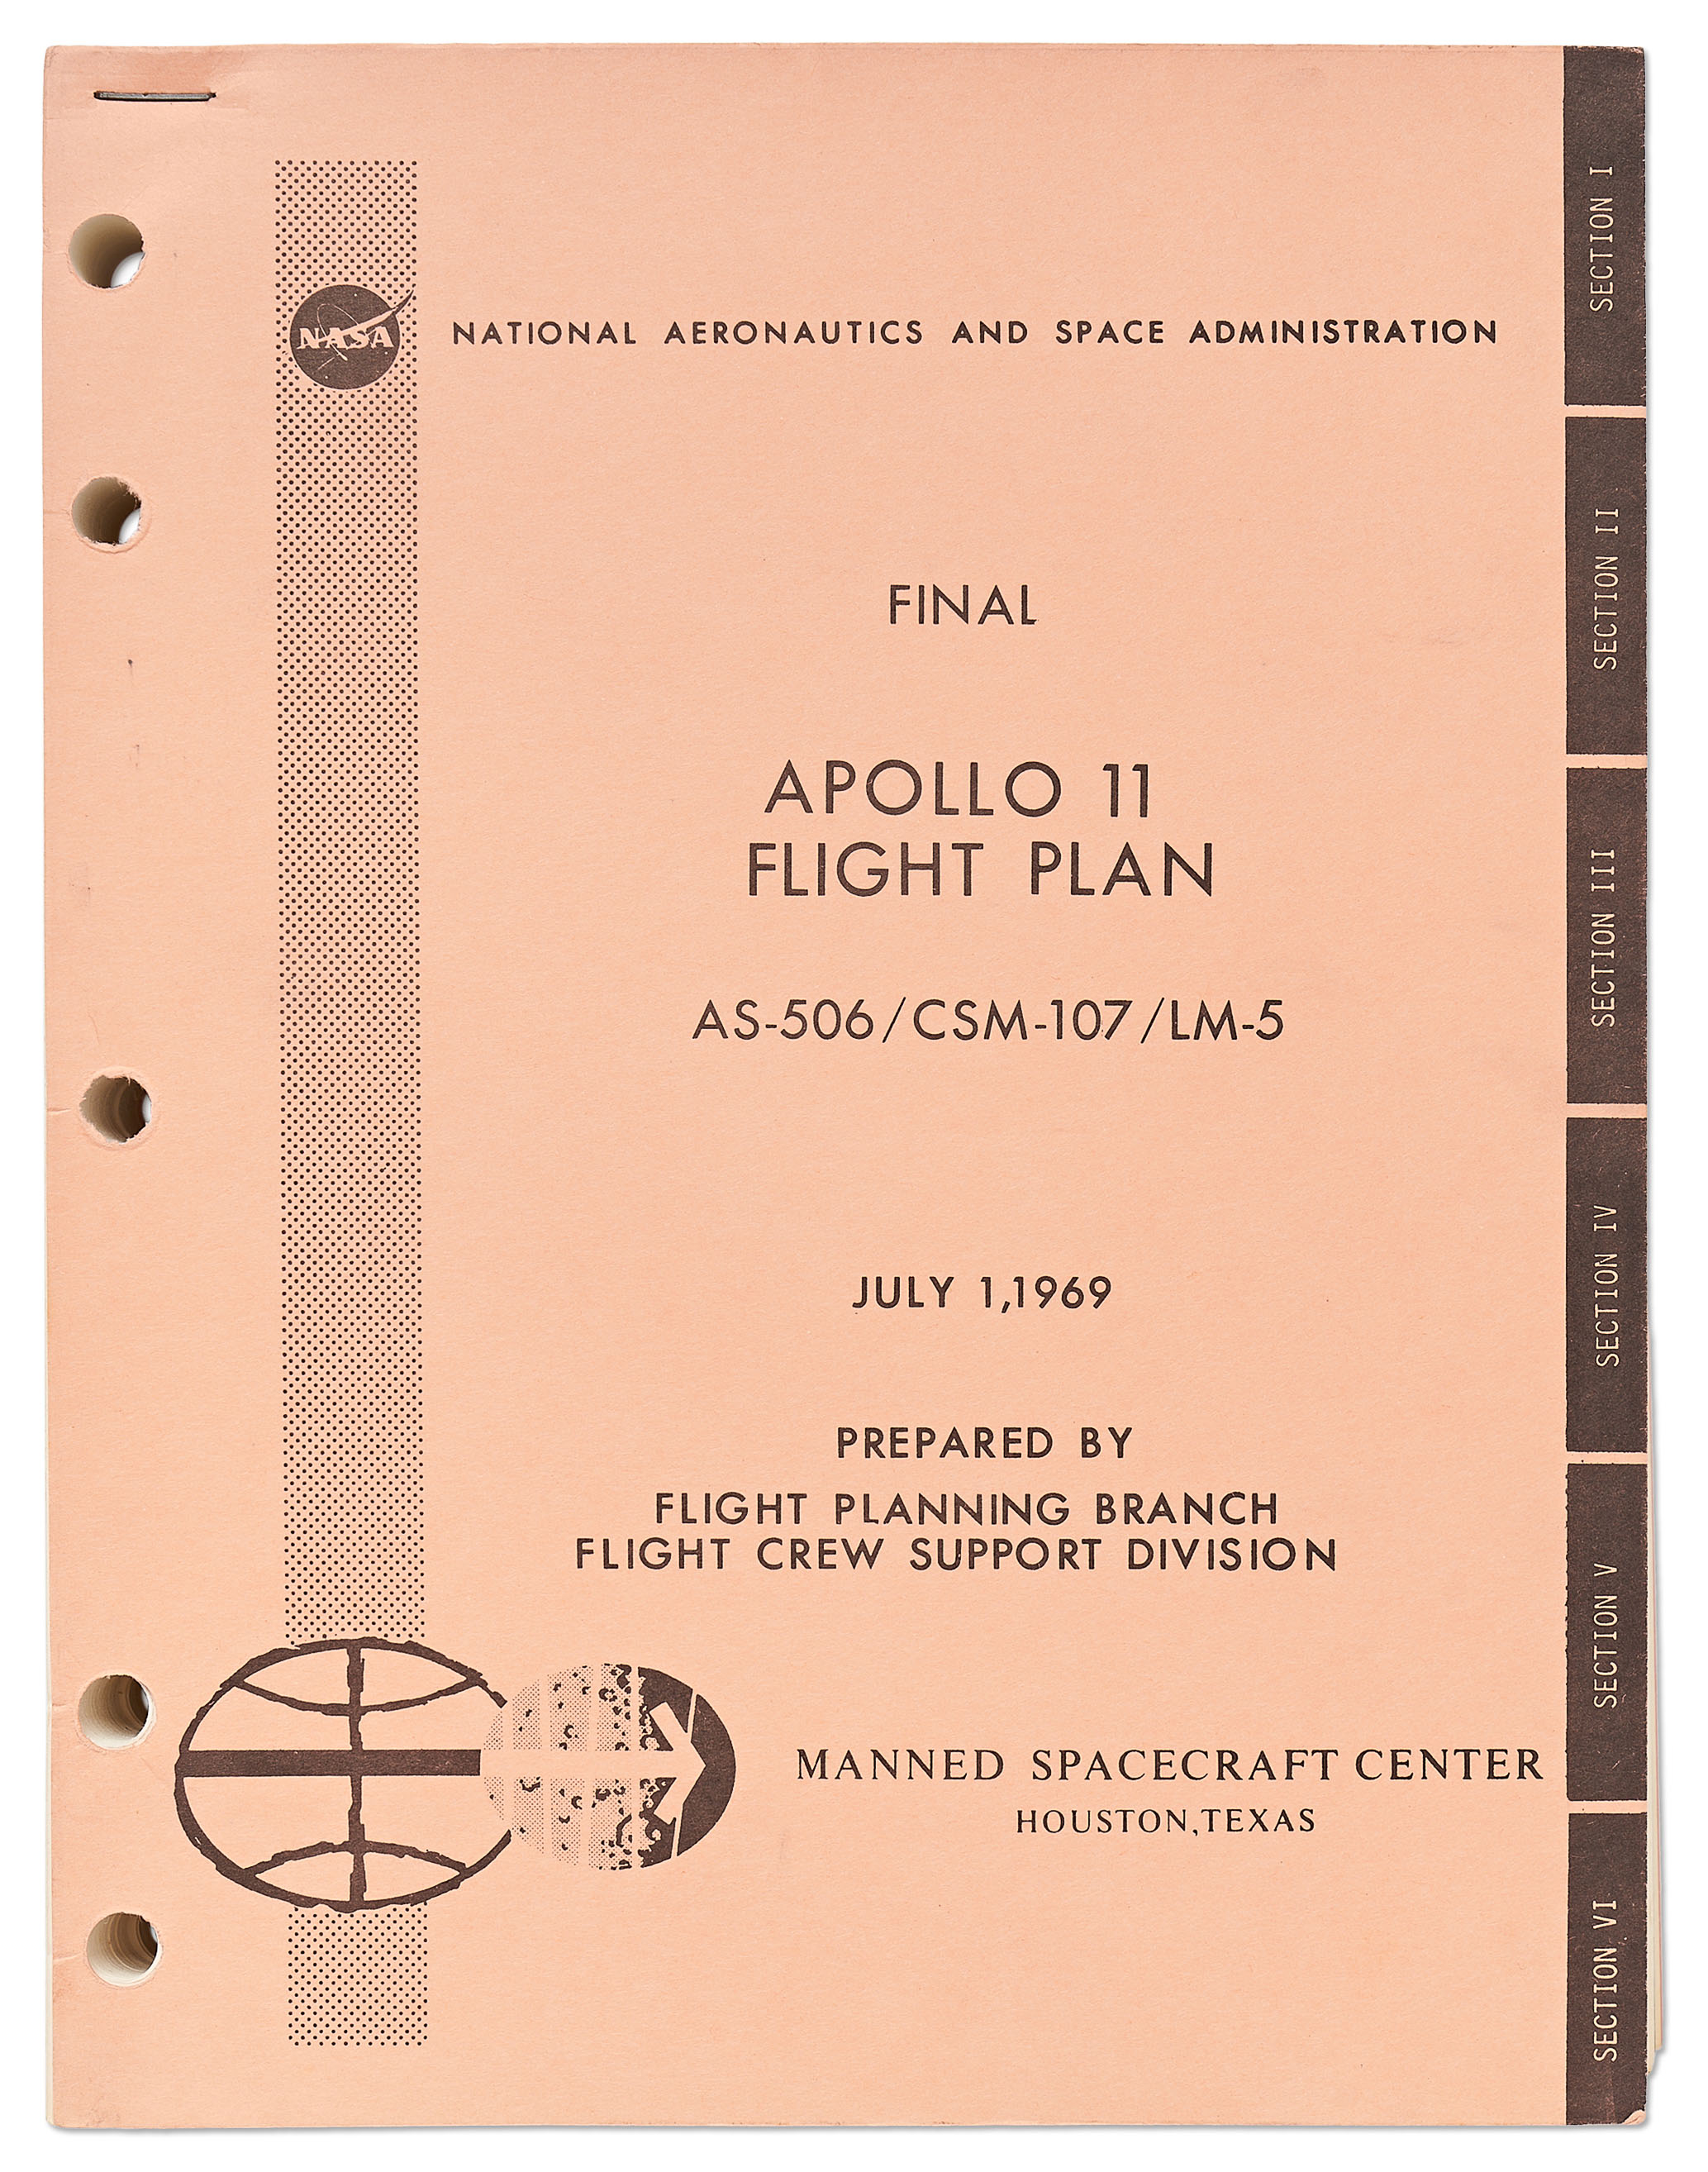 NASA
NATIONAL AERONAUTICS AND SPACE ADMINISTRATION
FINAL
APOLLO 11
FLIGHT PLAN
AS-506/CSM-107/LM-5
JULY 1,1969
PREPARED BY
FLIGHT PLANNING BRANCH
FLIGHT CREW SUPPORT DIVISION
MANNED SPACECRAFT CENTER
HOUSTON,TEXAS
SECTION I
SECTION II
SECTION III
SECTION IV
SECTION V
SECTION VI